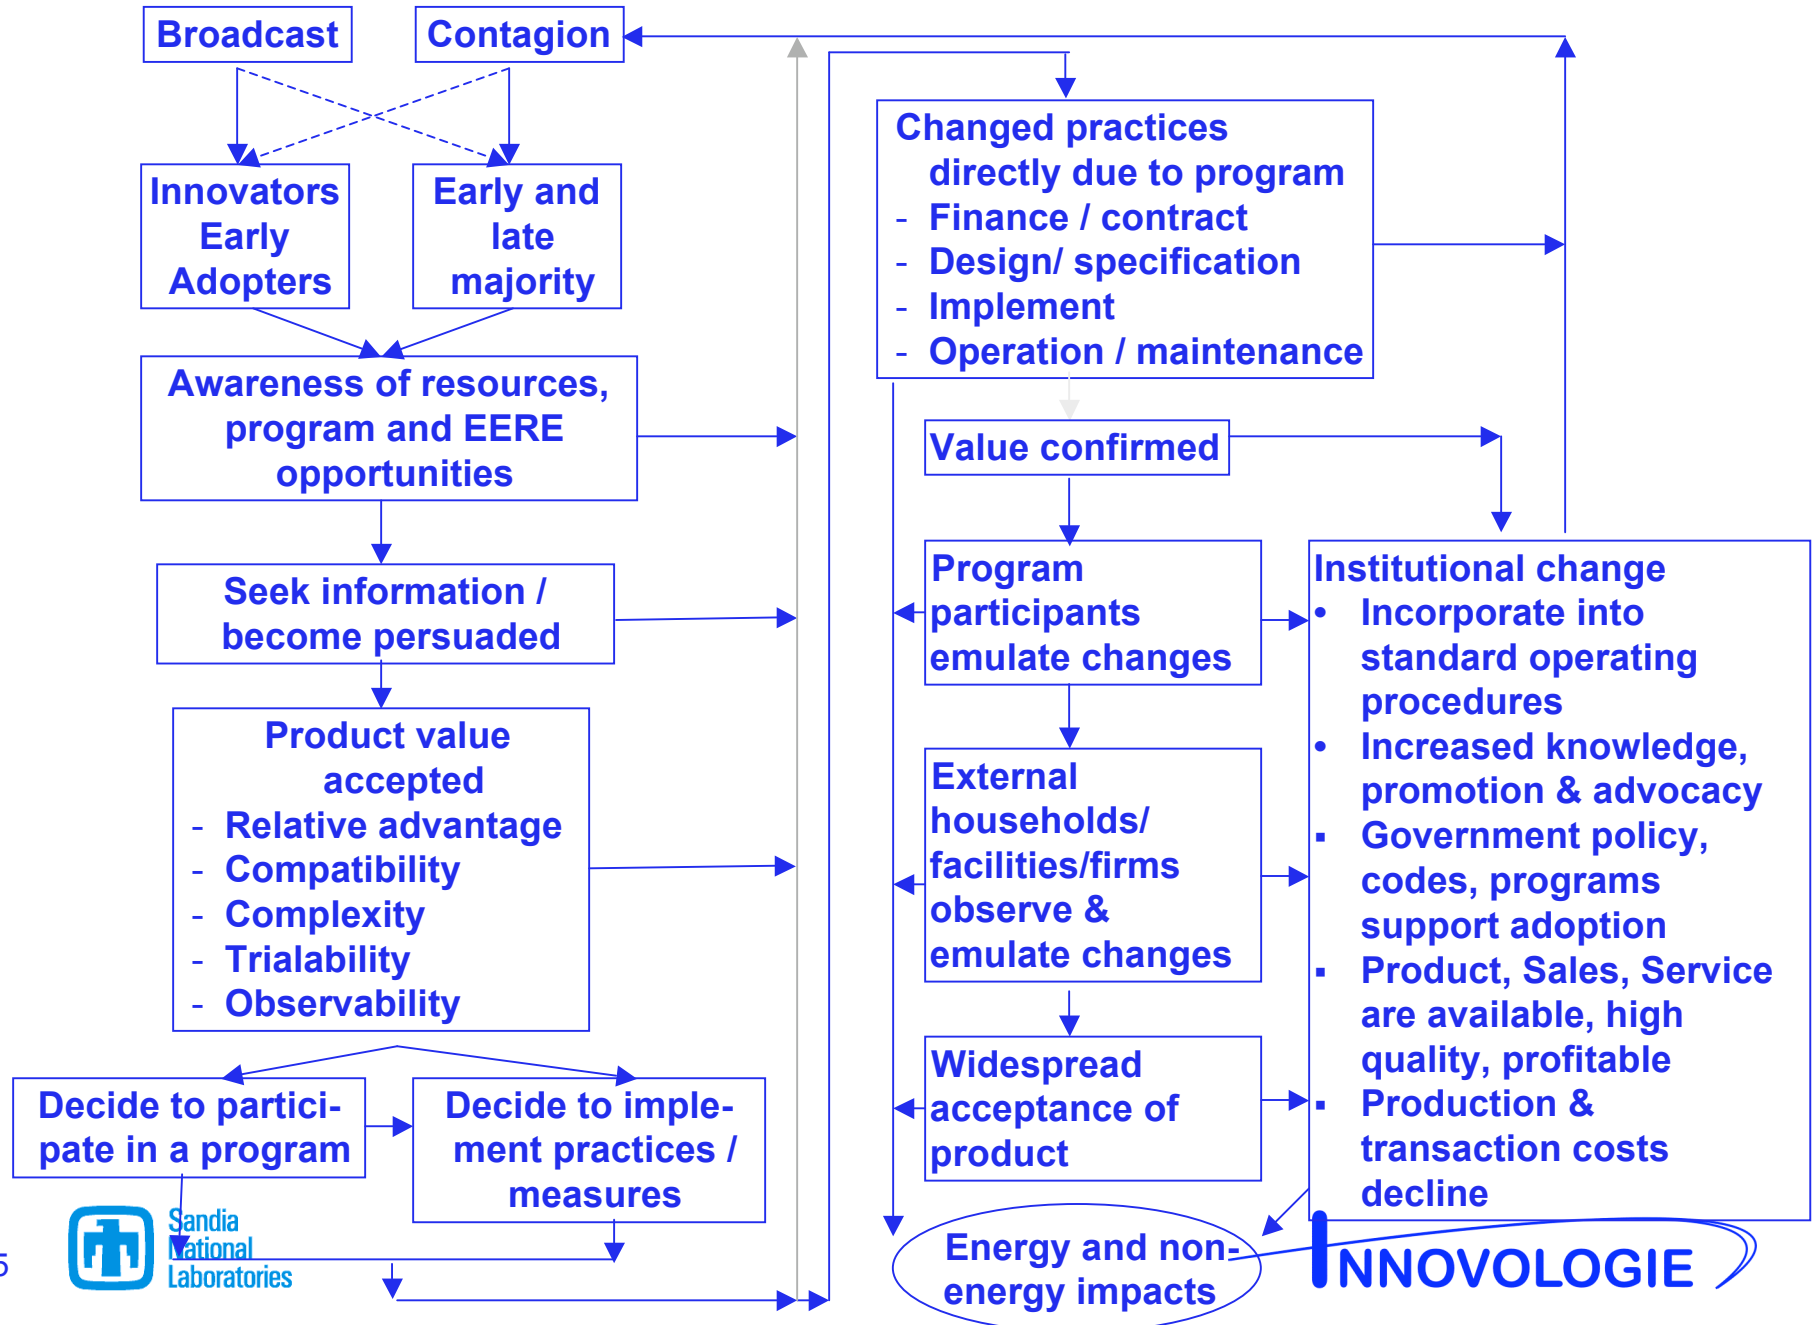 Broadcast
Contagion
Innovators
Early
Adopters
Early and
late
majority
Awareness of resources,
program and EERE
opportunities
Seek information /
become persuaded
Product value
accepted
- Relative advantage
- Compatibility
- Complexity
- Trialability
- Observability
Decide to partici-
pate in a program
Decide to imple-
ment practices /
measures
Changed practices
directly due to program
- Finance / contract
- Design/ specification
- Implement
- Operation / maintenance
Value confirmed
Program
participants
emulate changes
External
households/
facilities/firms
observe &
emulate changes
Widespread
acceptance of
product
Institutional change
• Incorporate into
standard operating
procedures
• Increased knowledge,
promotion & advocacy
▪ Government policy,
codes, programs
support adoption
▪ Product, Sales, Service
are available, high
quality, profitable
▪ Production &
transaction costs
decline
Energy and non-
energy impacts
5
Sandia
National
Laboratories
INNOVOLOGIE